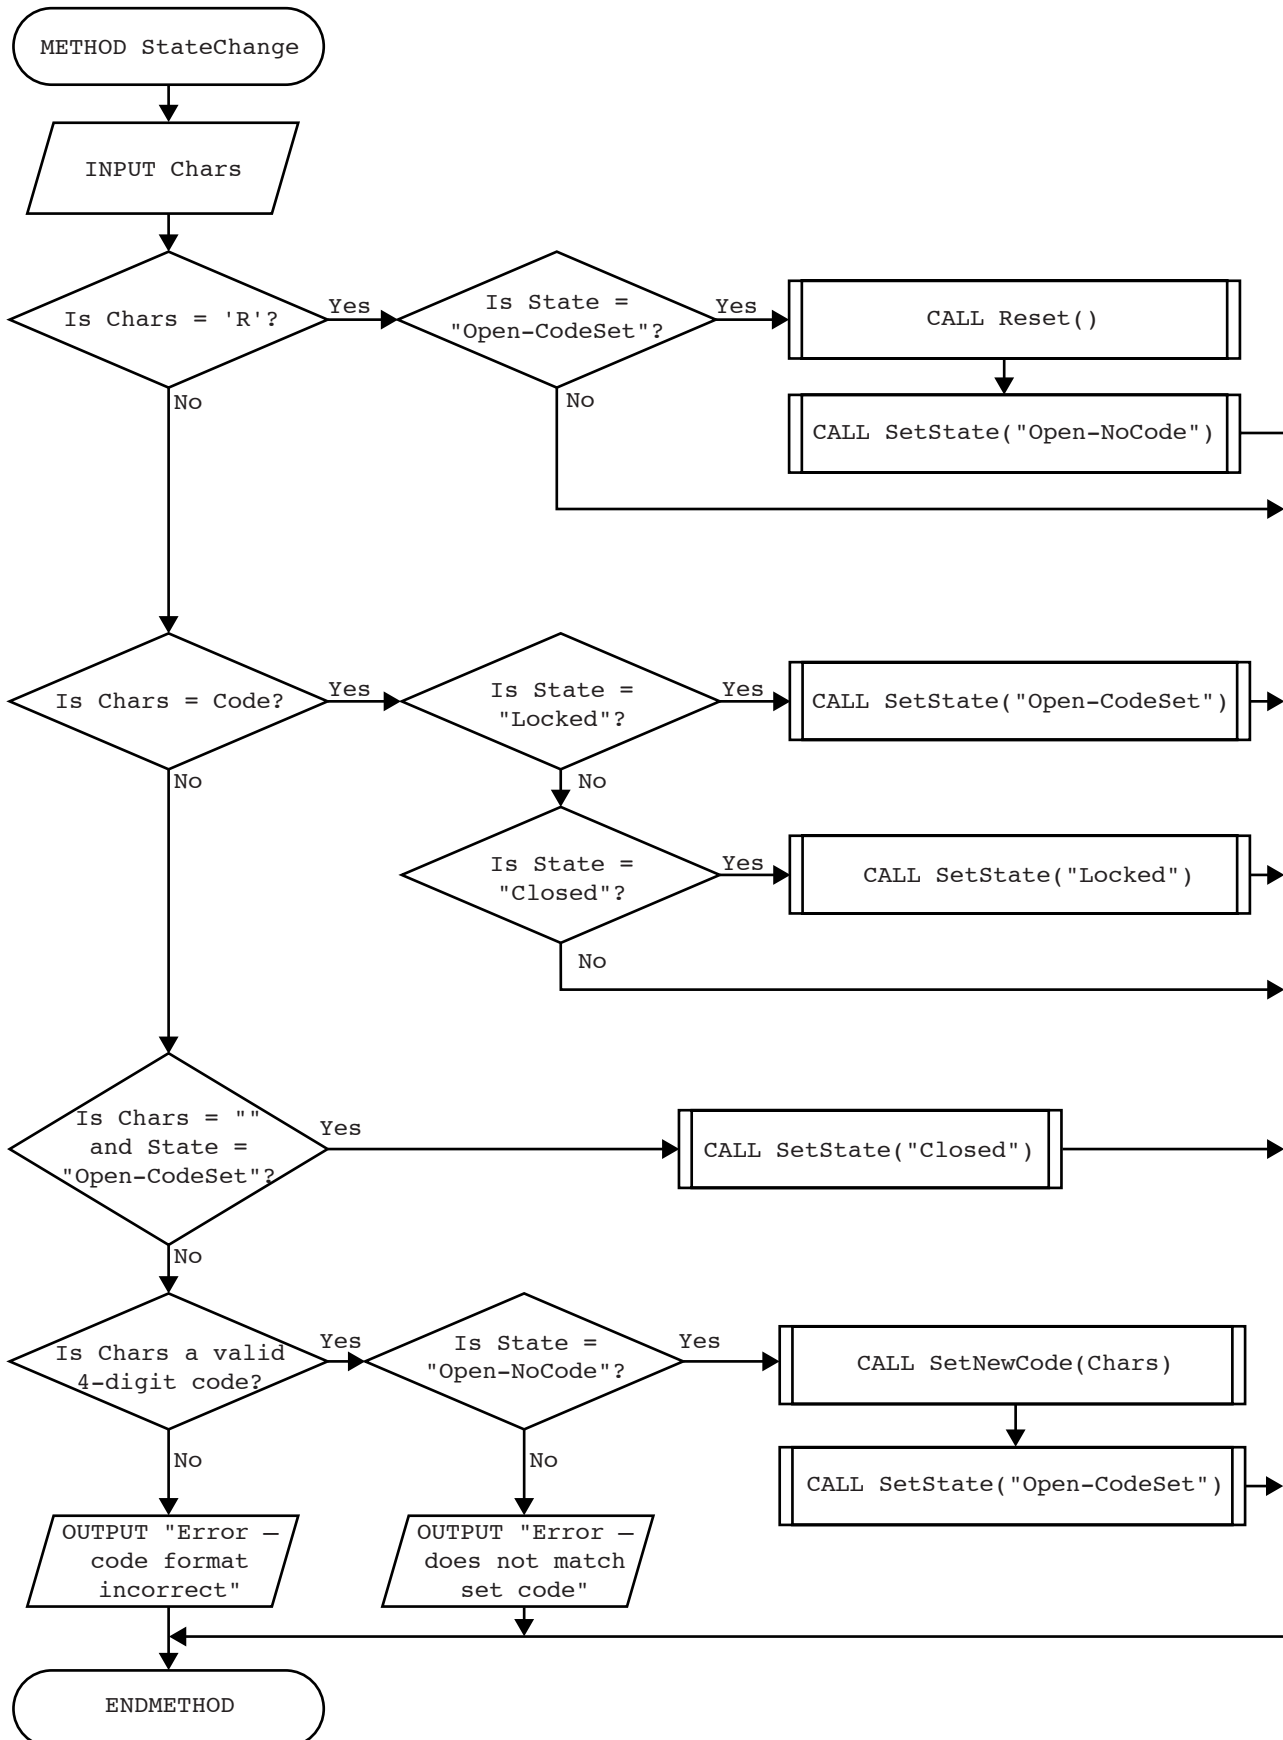 METHOD StateChange
INPUT Chars
Is Chars = 'R'?
Yes
No
Is State =
"Open-CodeSet"?
Yes
No
CALL Reset()
CALL SetState("Open-NoCode")
Is Chars = Code?
Yes
No
Is State =
"Locked"?
Yes
No
CALL SetState("Open-CodeSet")
Is State =
"Closed"?
Yes
No
CALL SetState("Locked")
Is Chars = ""
and State =
"Open-CodeSet"?
Yes
No
CALL SetState("Closed")
Is Chars a valid
4-digit code?
Yes
No
Is State =
"Open-NoCode"?
Yes
No
CALL SetNewCode(Chars)
CALL SetState("Open-CodeSet")
OUTPUT "Error –
code format
incorrect"
OUTPUT "Error –
does not match
set code"
ENDMETHOD